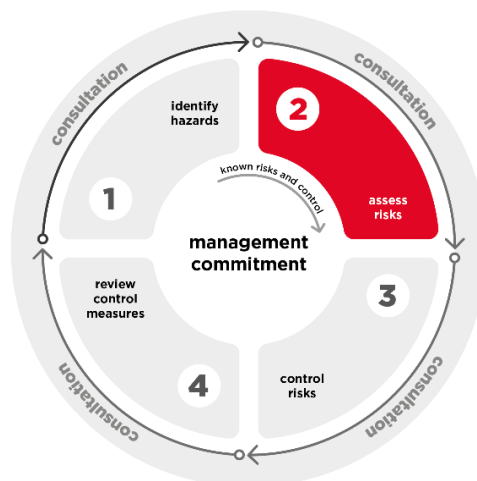 consultation
consultation
identify
hazards
2
known risks and control
1
assess
risks
management
commitment
review
control
measures
3
4
control
risks
consultation
consultation